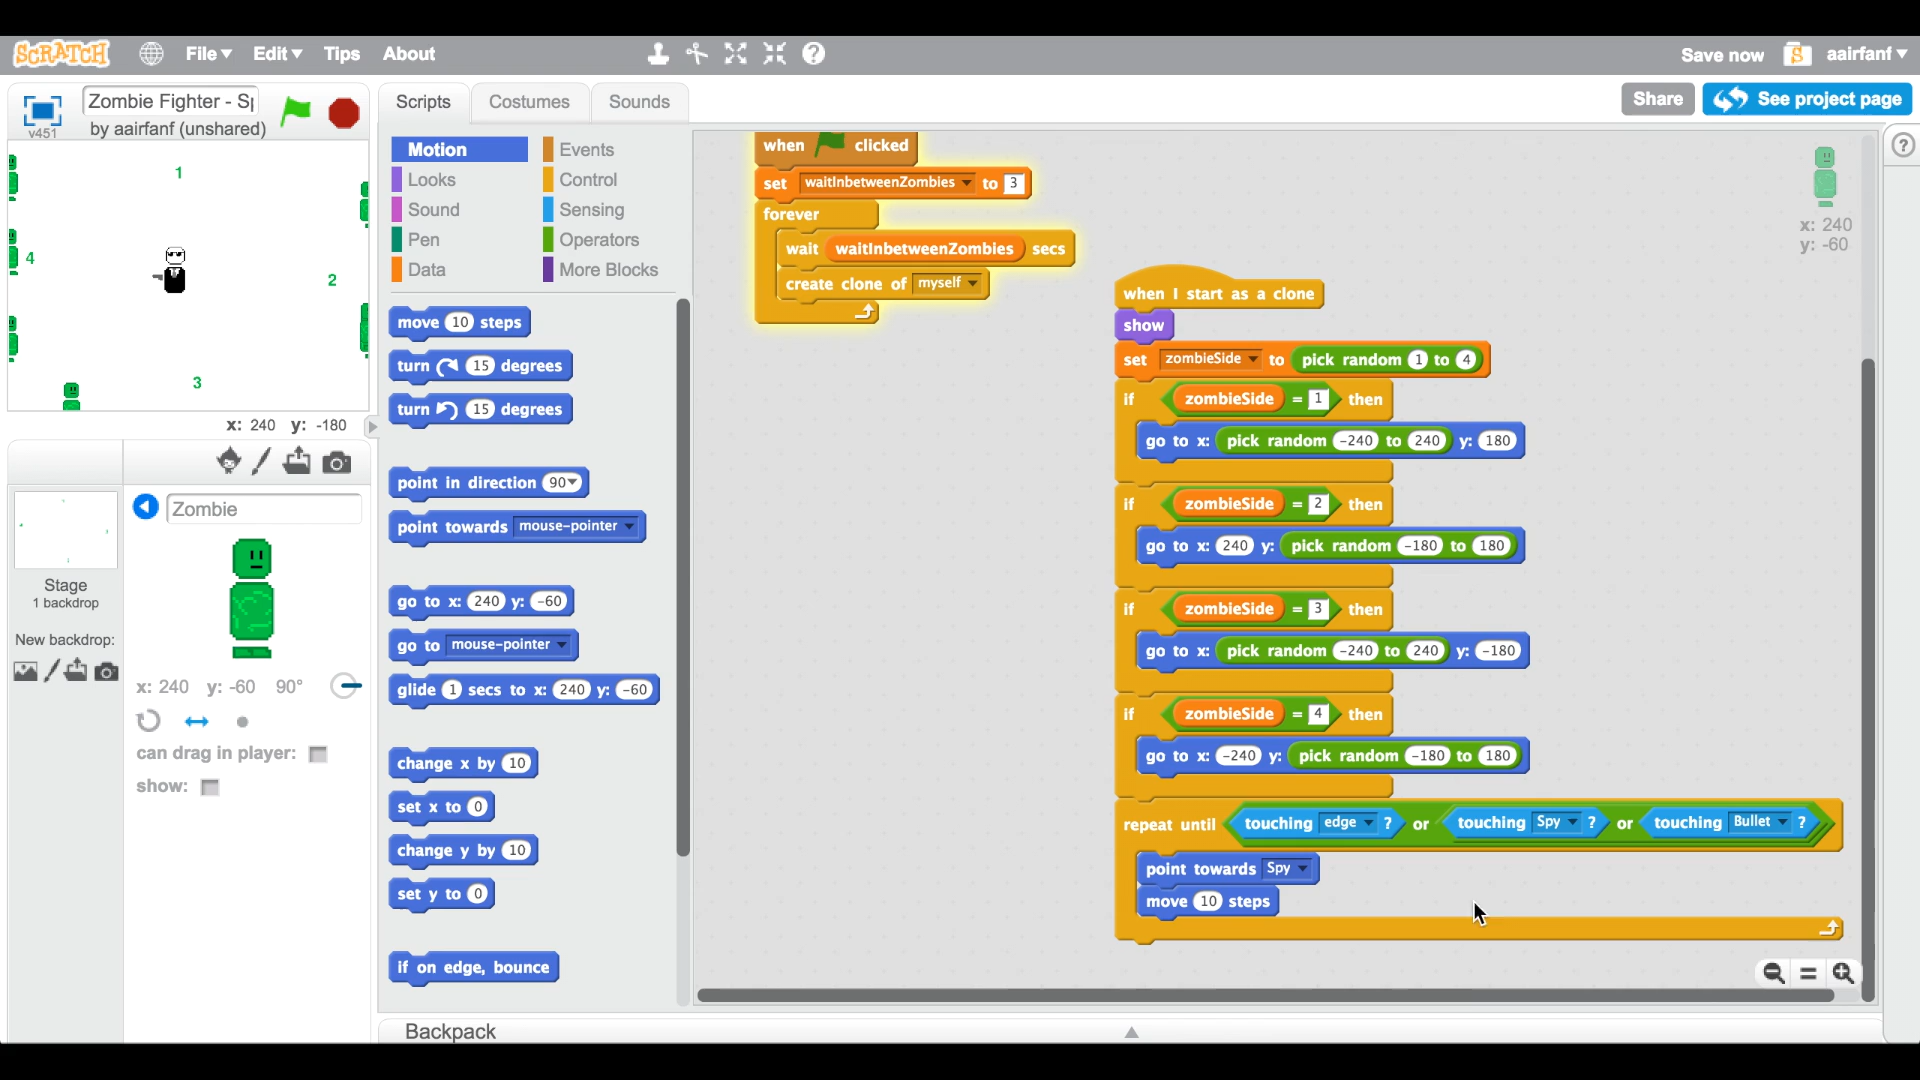 SCRATCH File Edit Tips About Save now aairfanf
v451 Zombie Fighter - Sp
by aairfanf (unshared)
Scripts Costumes Sounds Share See project page
1
2
3
4
x: 240 y: -180
Zombie
Stage
1 backdrop
New backdrop:
x: 240 y: -60 90°
can drag in player:
show:
Motion Events
Looks Control
Sound Sensing
Pen Operators
Data More Blocks
move 10 steps
turn 15 degrees
turn 15 degrees
point in direction 90
point towards mouse-pointer
go to x: 240 y: -60
go to mouse-pointer
glide 1 secs to x: 240 y: -60
change x by 10
set x to 0
change y by 10
set y to 0
if on edge, bounce
when clicked
set waitInbetweenZombies to 3
forever
wait waitInbetweenZombies secs
create clone of myself
x: 240
y: -60
when I start as a clone
show
set zombieSide to pick random 1 to 4
if zombieSide = 1 then
go to x: pick random -240 to 240 y: 180
if zombieSide = 2 then
go to x: 240 y: pick random -180 to 180
if zombieSide = 3 then
go to x: pick random -240 to 240 y: -180
if zombieSide = 4 then
go to x: -240 y: pick random -180 to 180
repeat until touching edge ? or touching Spy ? or touching Bullet ?
point towards Spy
move 10 steps
Backpack